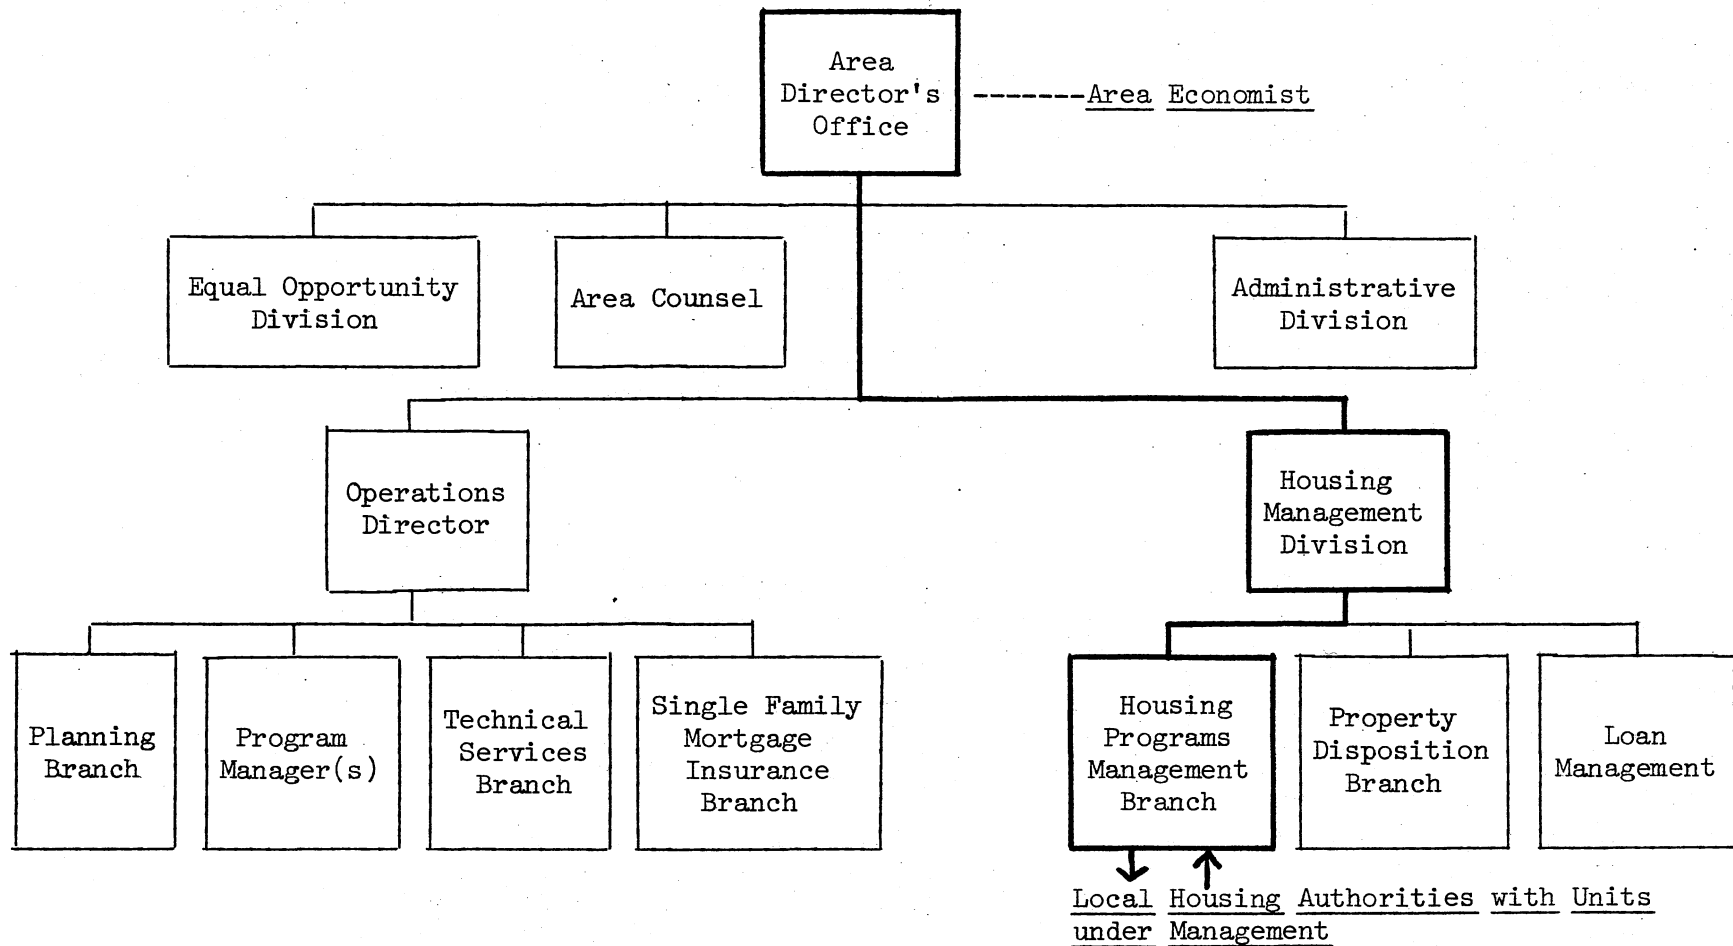 Area
Director's
Office
Area Economist
Equal Opportunity
Division
Area Counsel
Administrative
Division
Operations
Director
Housing
Management
Division
Planning
Branch
Program
Manager(s)
Technical
Services
Branch
Single Family
Mortgage
Insurance
Branch
Housing
Programs
Management
Branch
Property
Disposition
Branch
Loan
Management
Local Housing Authorities with Units
under Management